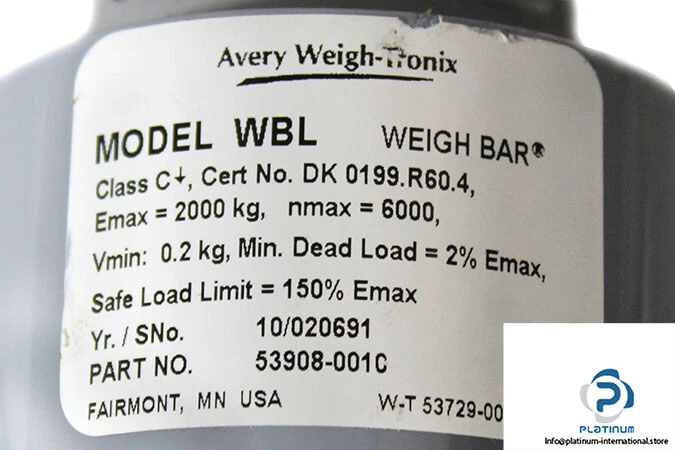 Avery Weigh-Tronix
MODEL WBL WEIGH BAR®
Class C↓, Cert No. DK 0199.R60.4,
Emax = 2000 kg, nmax = 6000,
Vmin: 0.2 kg, Min. Dead Load = 2% Emax,
Safe Load Limit = 150% Emax
Yr. / SNo. 10/020691
PART NO. 53908-001C
FAIRMONT, MN USA W-T 53729-00
PLATINUM
Info@platinum-international.store